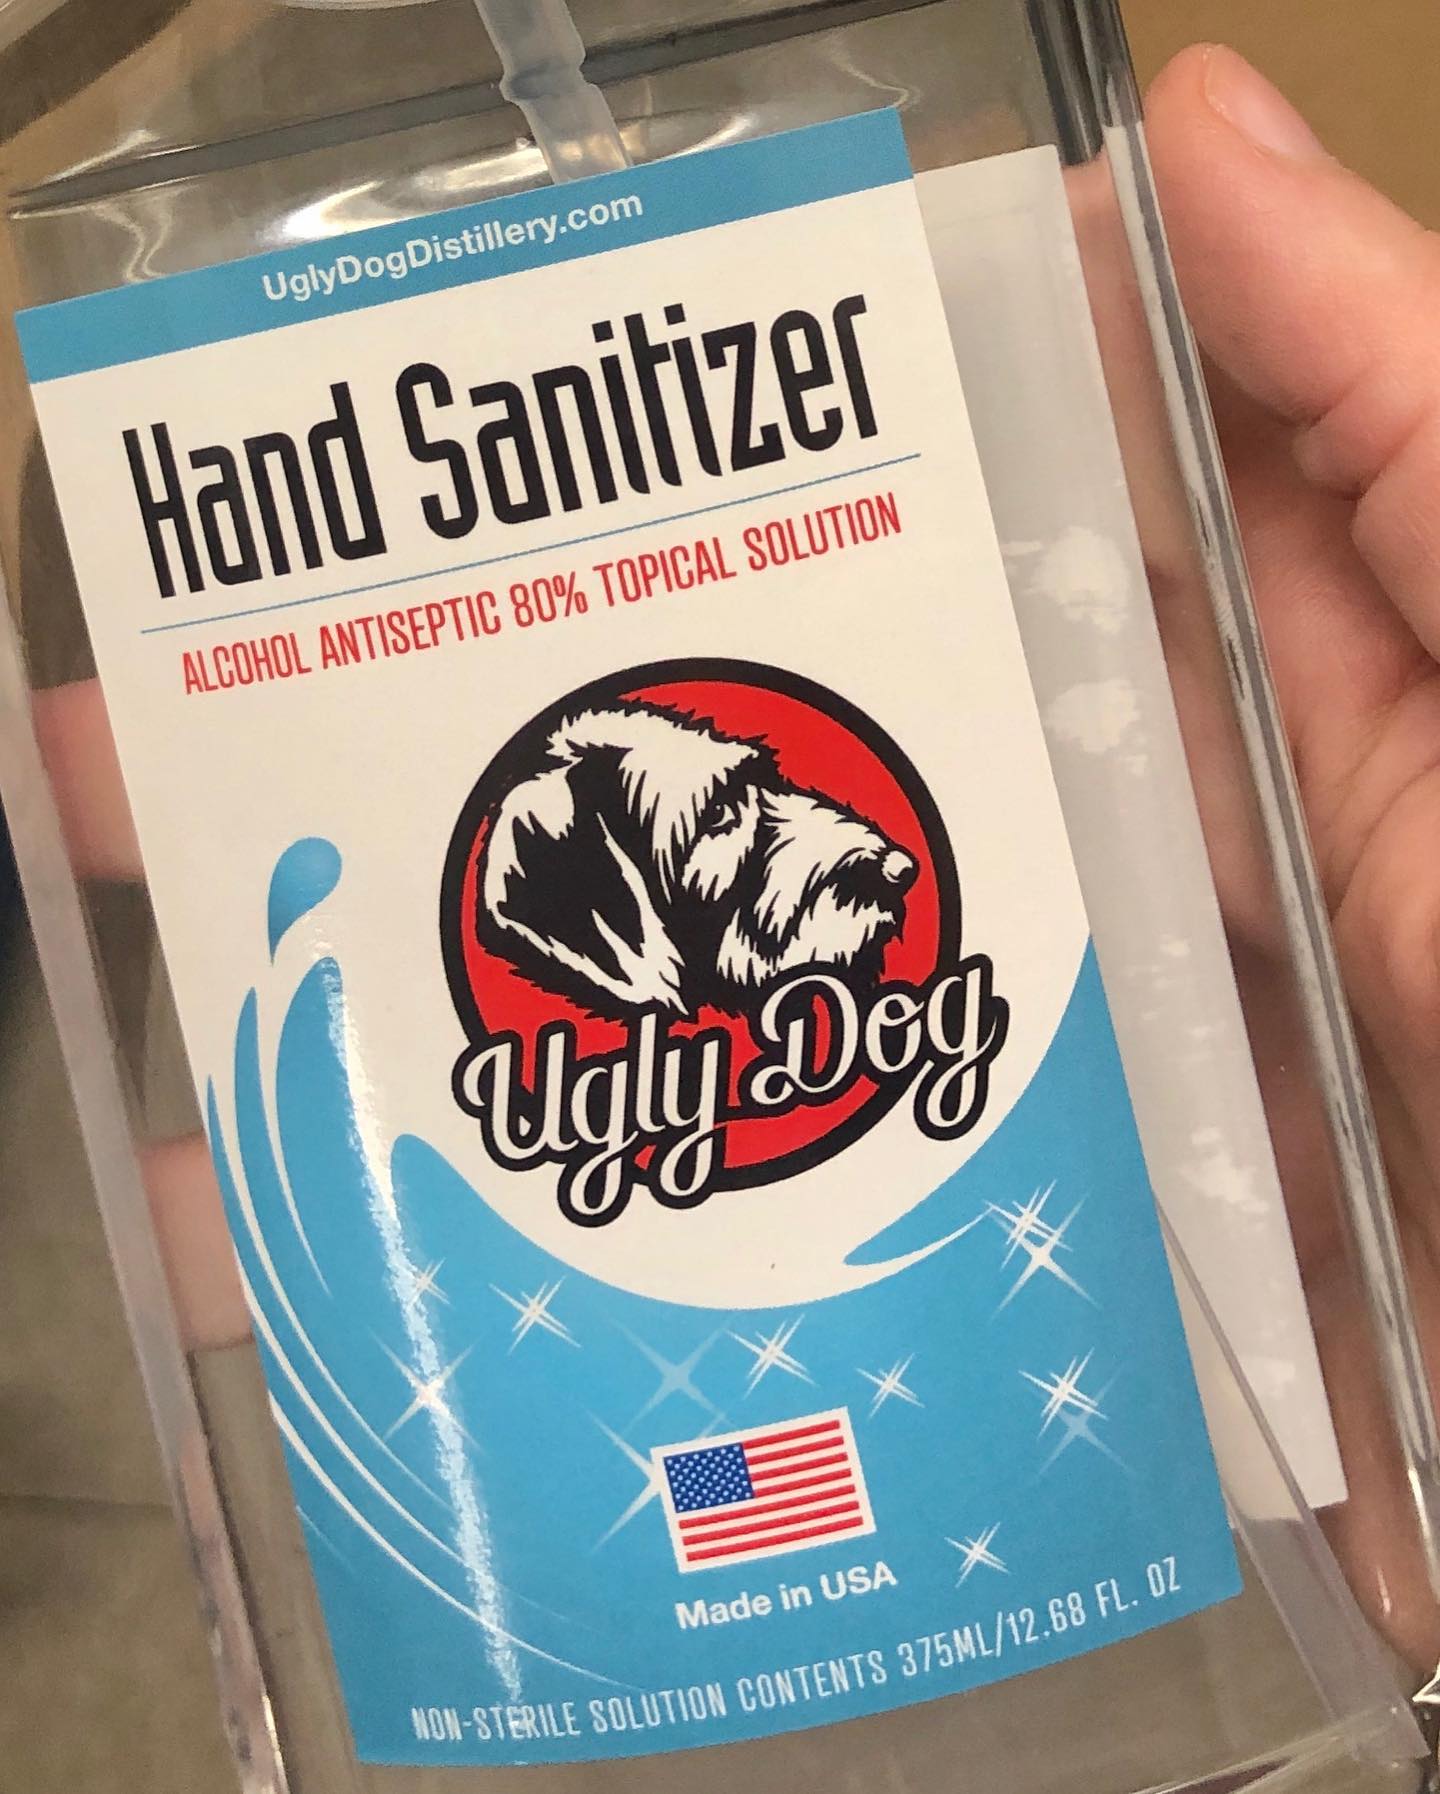 UglyDogDistillery.com
Hand Sanitizer
ALCOHOL ANTISEPTIC 80% TOPICAL SOLUTION
Ugly Dog
Made in USA
NON-STERILE SOLUTION CONTENTS 375ML/12.68 FL. OZ